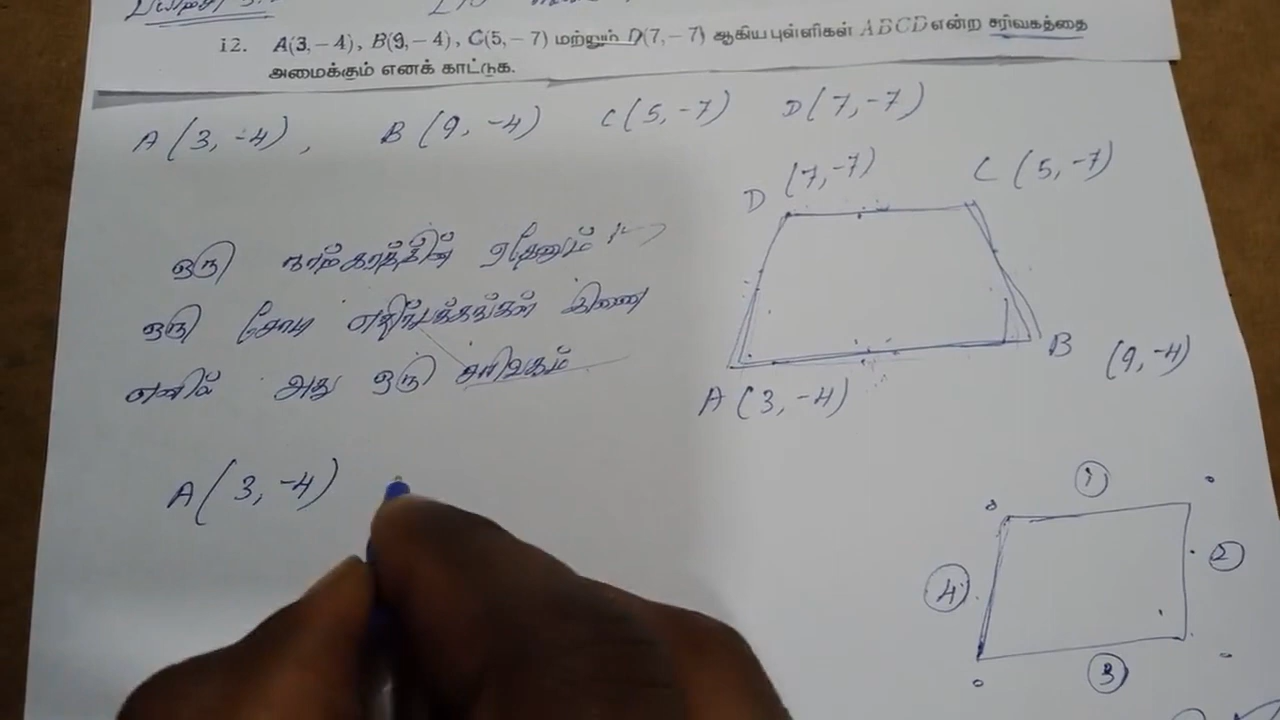 12. A(3, – 4), B(9, – 4), C(5, – 7) மற்றும் D(7, – 7) ஆகிய புள்ளிகள் ABCD என்ற சரிவகத்தை
அமைக்கும் எனக் காட்டுக.
A (3, -4), B (9, -4) C (5, -7) D (7, -7)
D (7, -7) C (5, -7)
ஒரு நாற்கரத்தின் ஏதேனும்
ஒரு சோடி எதிர்பக்கங்கள் இணை
எனில் அது ஒரு சரிவகம்
B (9, -4)
A (3, -4)
A (3, -4)
1
2
4
3